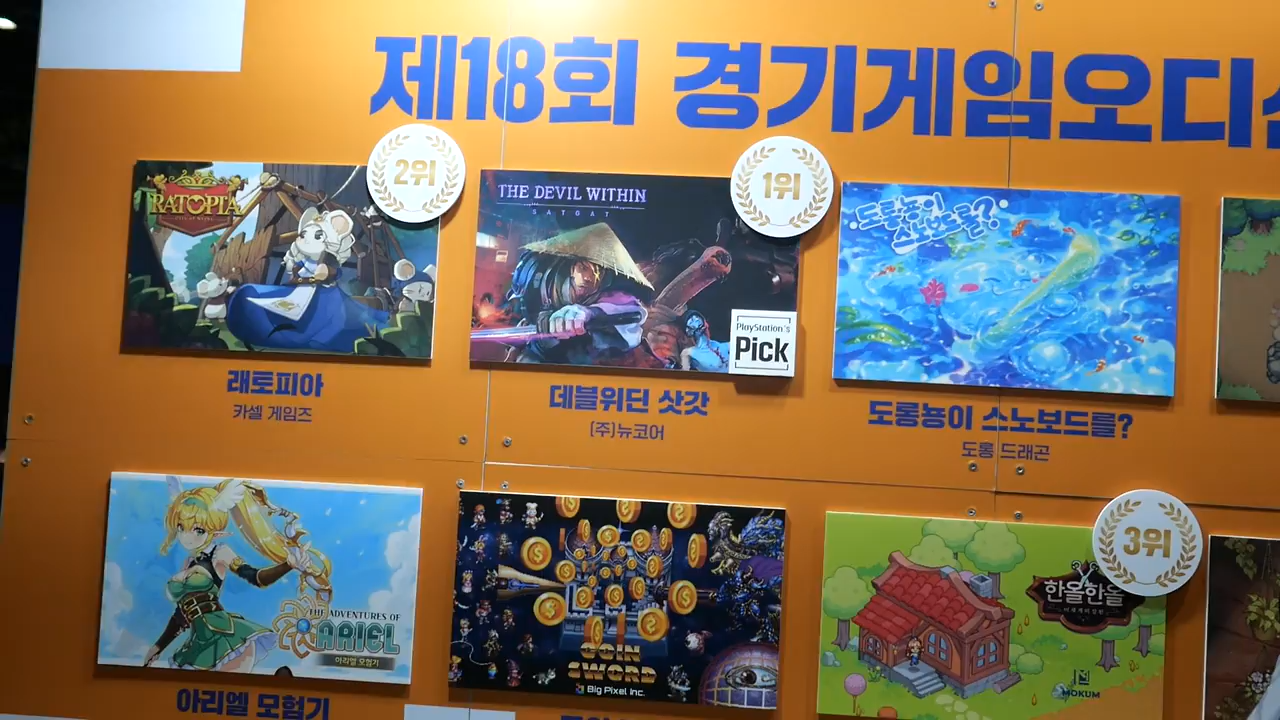 제18회 경기게임오디
2위
RATOPIA
래토피아
카셀 게임즈
1위
THE DEVIL WITHIN
SATGAT
PlayStation's
Pick
데블위딘 삿갓
(주)뉴코어
도롱뇽이
스노보드를?
도롱뇽이 스노보드를?
도롱 드래곤
THE ADVENTURES OF
ARIEL
아리엘 모험기
아리엘 모험기
COIN
SWORD
Big Pixel Inc.
3위
한올한올
MOKUM